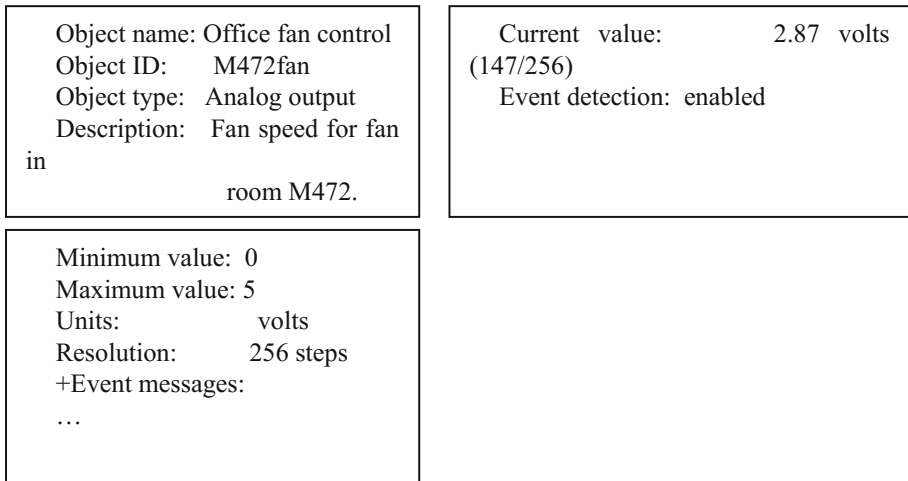 Object name: Office fan control
Object ID: M472fan
Object type: Analog output
Description: Fan speed for fan
in
room M472.
Current value: 2.87 volts
(147/256)
Event detection: enabled
Minimum value: 0
Maximum value: 5
Units: volts
Resolution: 256 steps
+Event messages:
…